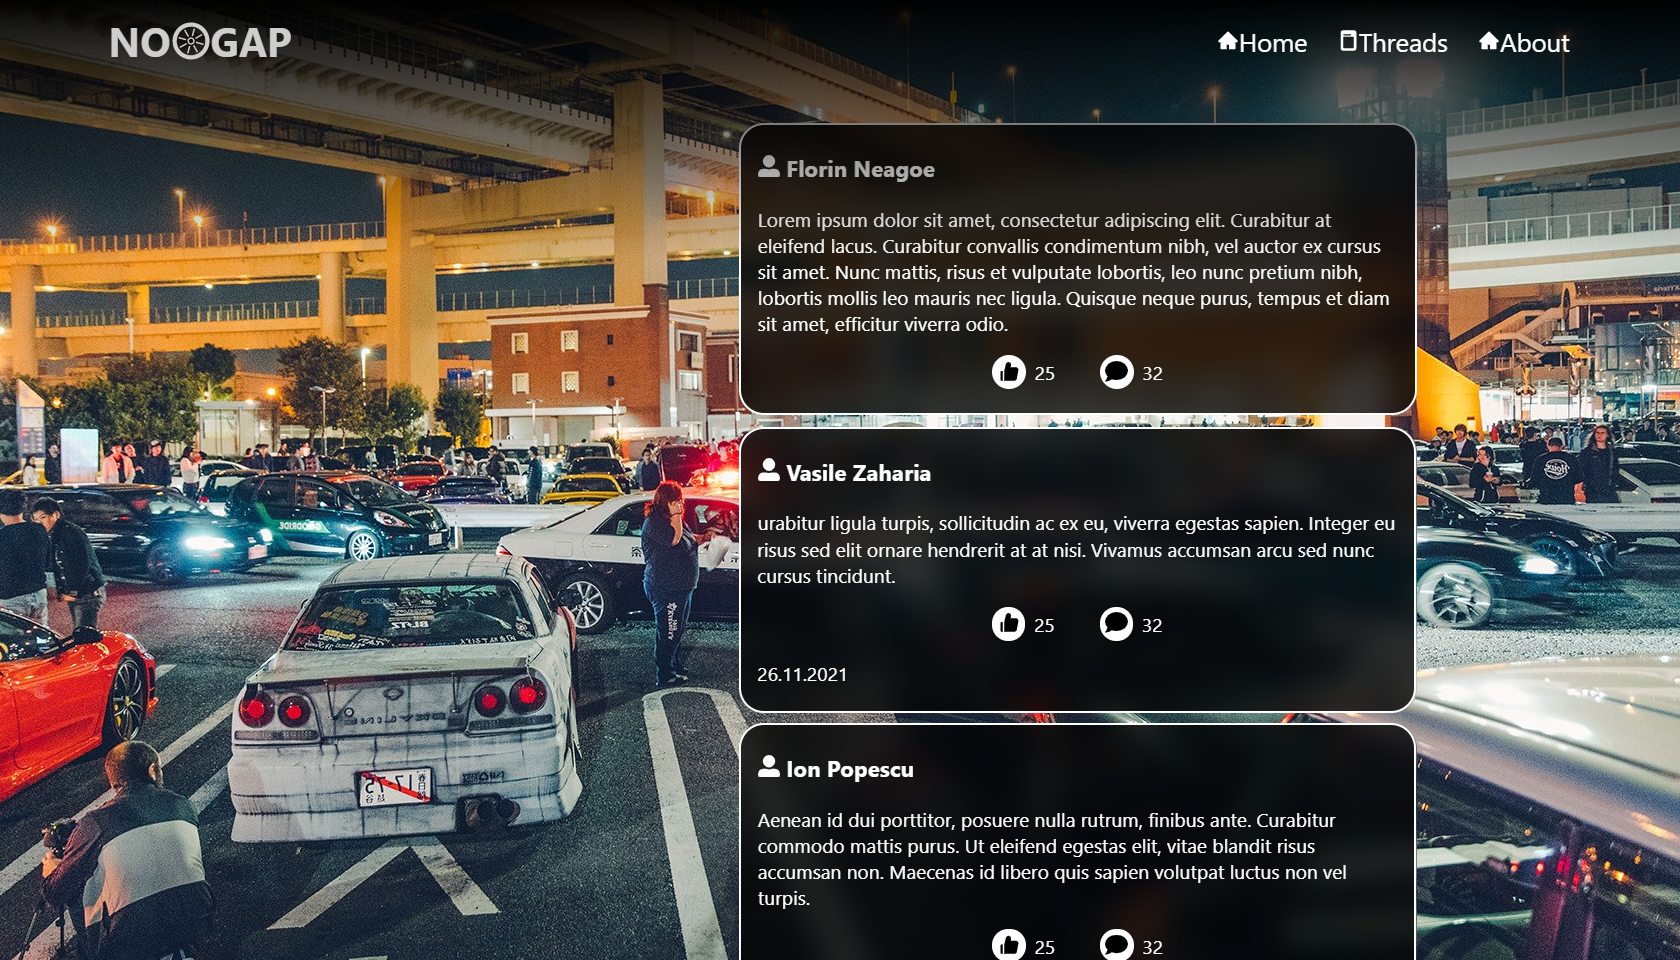 NOOGAP
Home Threads About
Florin Neagoe
Lorem ipsum dolor sit amet, consectetur adipiscing elit. Curabitur at
eleifend lacus. Curabitur convallis condimentum nibh, vel auctor ex cursus
sit amet. Nunc mattis, risus et vulputate lobortis, leo nunc pretium nibh,
lobortis mollis leo mauris nec ligula. Quisque neque purus, tempus et diam
sit amet, efficitur viverra odio.
25 32
Vasile Zaharia
urabitur ligula turpis, sollicitudin ac ex eu, viverra egestas sapien. Integer eu
risus sed elit ornare hendrerit at at nisi. Vivamus accumsan arcu sed nunc
cursus tincidunt.
25 32
26.11.2021
Ion Popescu
Aenean id dui porttitor, posuere nulla rutrum, finibus ante. Curabitur
commodo mattis purus. Ut eleifend egestas elit, vitae blandit risus
accumsan non. Maecenas id libero quis sapien volutpat luctus non vel
turpis.
25 32